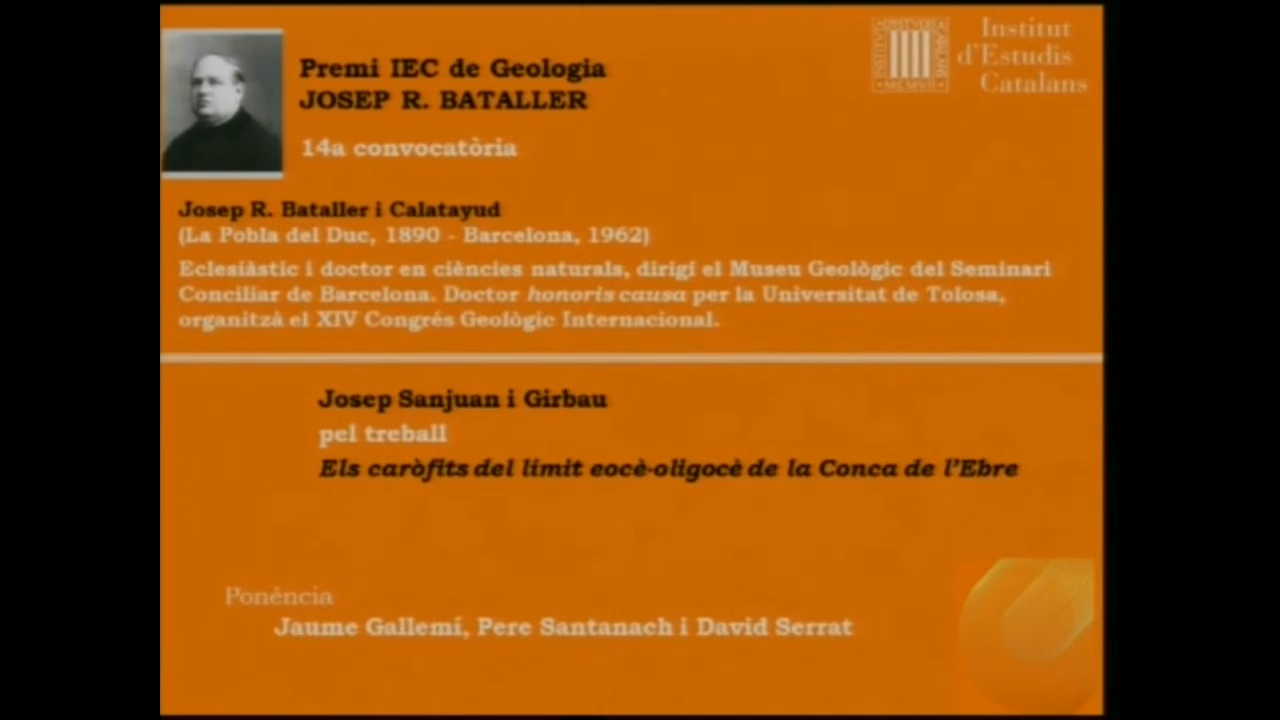 Premi IEC de Geologia
JOSEP R. BATALLER
14a convocatòria
Institut
d'Estudis
Catalans
Josep R. Bataller i Calatayud
(La Pobla del Duc, 1890 - Barcelona, 1962)
Eclesiàstic i doctor en ciències naturals, dirigí el Museu Geològic del Seminari
Conciliar de Barcelona. Doctor honoris causa per la Universitat de Tolosa,
organitzà el XIV Congrés Geològic Internacional.
Josep Sanjuan i Girbau
pel treball
Els caròfits del límit eocè-oligocè de la Conca de l'Ebre
Ponència
Jaume Gallemí, Pere Santanach i David Serrat